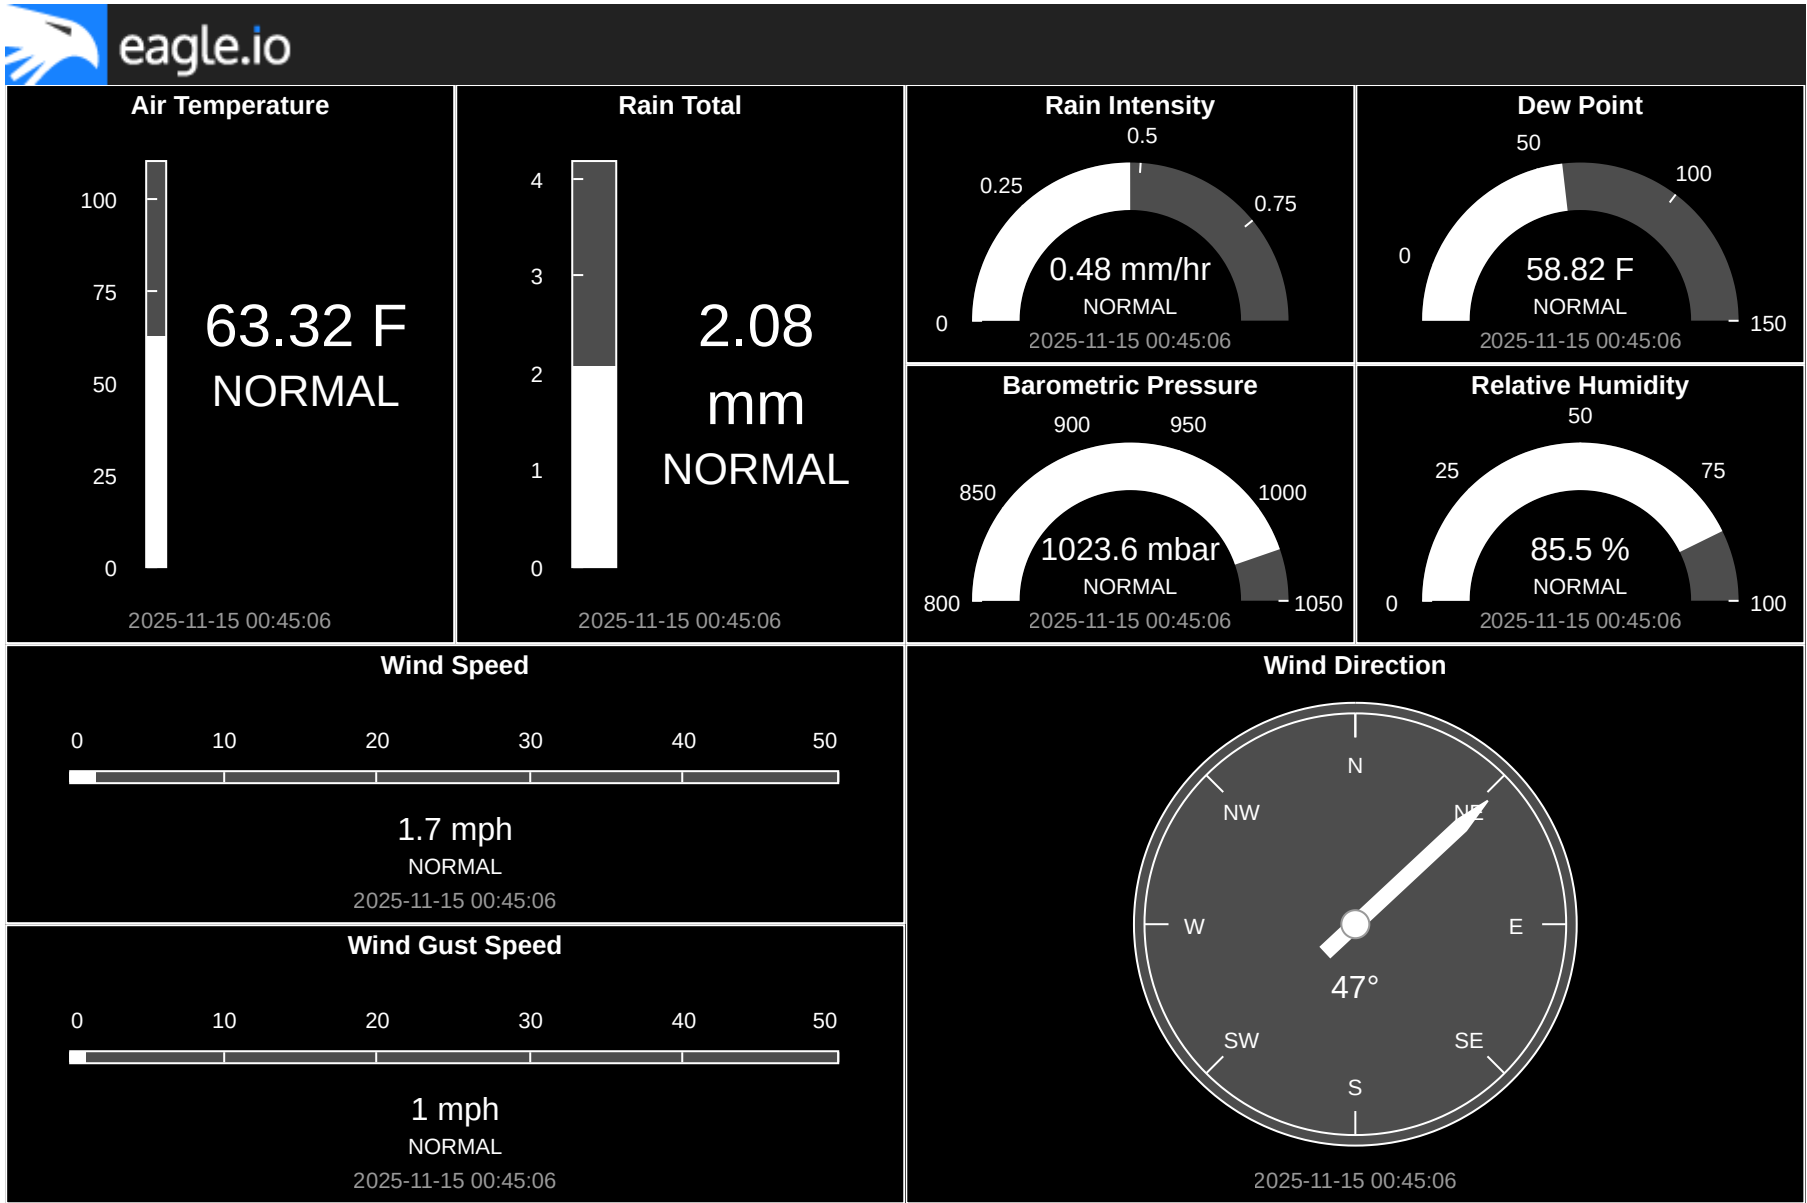 eagle.io
Air Temperature
100
75
50
25
0
63.32 F
NORMAL
2025-11-15 00:45:06
Rain Total
4
3
2
1
0
2.08
mm
NORMAL
2025-11-15 00:45:06
Rain Intensity
0.5
0.25
0.75
0
0.48 mm/hr
NORMAL
2025-11-15 00:45:06
Dew Point
50
100
0
150
58.82 F
NORMAL
2025-11-15 00:45:06
Barometric Pressure
900
950
850
1000
800
1050
1023.6 mbar
NORMAL
2025-11-15 00:45:06
Relative Humidity
50
25
75
0
100
85.5 %
NORMAL
2025-11-15 00:45:06
Wind Speed
0 10 20 30 40 50
1.7 mph
NORMAL
2025-11-15 00:45:06
Wind Gust Speed
0 10 20 30 40 50
1 mph
NORMAL
2025-11-15 00:45:06
Wind Direction
N
NW
NE
W
E
47°
SW
SE
S
2025-11-15 00:45:06